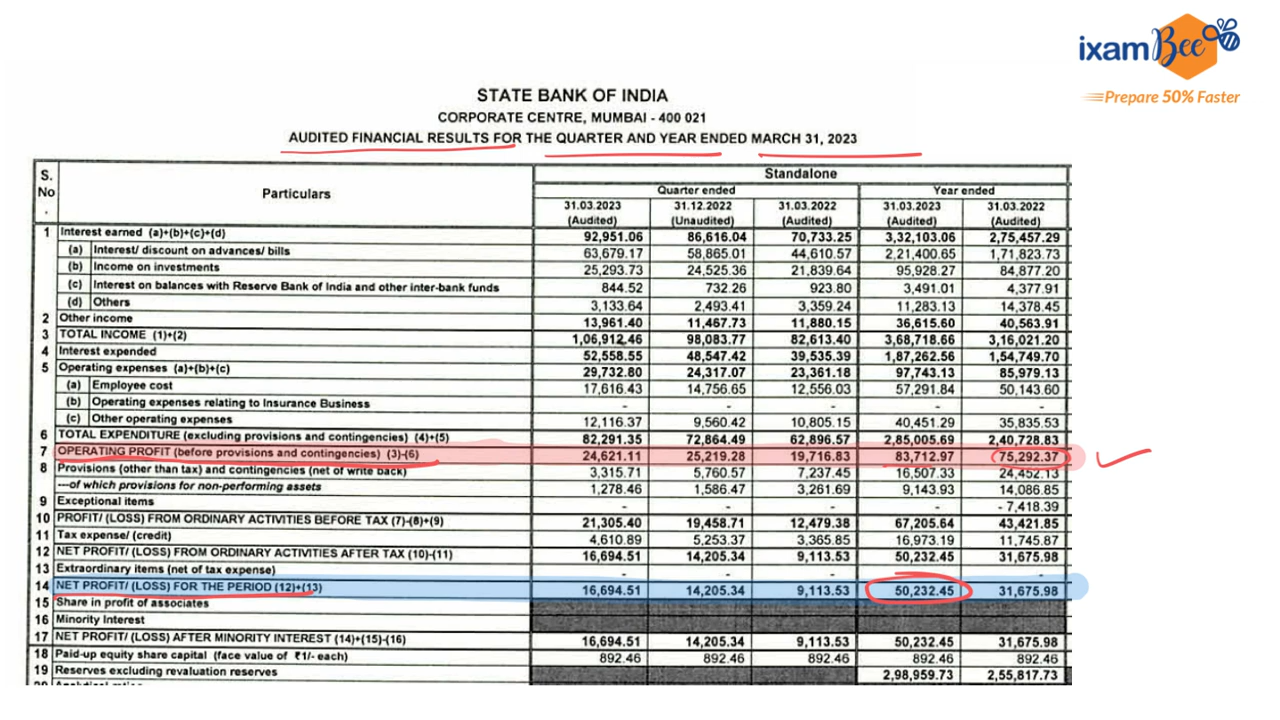 ixamBee
Prepare 50% Faster
STATE BANK OF INDIA
CORPORATE CENTRE, MUMBAI - 400 021
AUDITED FINANCIAL RESULTS FOR THE QUARTER AND YEAR ENDED MARCH 31, 2023
S. No . Particulars Standalone
Quarter ended Year ended
31.03.2023 31.12.2022 31.03.2022 31.03.2023 31.03.2022
(Audited) (Unaudited) (Audited) (Audited) (Audited)
1 Interest earned (a)+(b)+(c)+(d) 92,951.06 86,616.04 70,733.25 3,32,103.06 2,75,457.29
(a) Interest/ discount on advances/ bills 63,679.17 58,865.01 44,610.57 2,21,400.65 1,71,823.73
(b) Income on investments 25,293.73 24,525.36 21,839.64 95,928.27 84,877.20
(c) Interest on balances with Reserve Bank of India and other inter-bank funds 844.52 732.26 923.80 3,491.01 4,377.91
(d) Others 3,133.64 2,493.41 3,359.24 11,283.13 14,378.45
2 Other income 13,961.40 11,467.73 11,880.15 36,615.60 40,563.91
3 TOTAL INCOME (1)+(2) 1,06,912.46 98,083.77 82,613.40 3,68,718.66 3,16,021.20
4 Interest expended 52,558.55 48,547.42 39,535.39 1,87,262.56 1,54,749.70
5 Operating expenses (a)+(b)+(c) 29,732.80 24,317.07 23,361.18 97,743.13 85,979.13
(a) Employee cost 17,616.43 14,756.65 12,556.03 57,291.84 50,143.60
(b) Operating expenses relating to Insurance Business - - - - -
(c) Other operating expenses 12,116.37 9,560.42 10,805.15 40,451.29 35,835.53
6 TOTAL EXPENDITURE (excluding provisions and contingencies) (4)+(5) 82,291.35 72,864.49 62,896.57 2,85,005.69 2,40,728.83
7 OPERATING PROFIT (before provisions and contingencies) (3)-(6) 24,621.11 25,219.28 19,716.83 83,712.97 75,292.37
8 Provisions (other than tax) and contingencies (net of write back) 3,315.71 5,760.57 7,237.45 16,507.33 24,452.13
---of which provisions for non-performing assets 1,278.46 1,586.47 3,261.69 9,143.93 14,086.85
9 Exceptional items - - - - - 7,418.39
10 PROFIT/ (LOSS) FROM ORDINARY ACTIVITIES BEFORE TAX (7)-(8)+(9) 21,305.40 19,458.71 12,479.38 67,205.64 43,421.85
11 Tax expense/ (credit) 4,610.89 5,253.37 3,365.85 16,973.19 11,745.87
12 NET PROFIT/ (LOSS) FROM ORDINARY ACTIVITIES AFTER TAX (10)-(11) 16,694.51 14,205.34 9,113.53 50,232.45 31,675.98
13 Extraordinary items (net of tax expense) - - - - -
14 NET PROFIT/ (LOSS) FOR THE PERIOD (12)+(13) 16,694.51 14,205.34 9,113.53 50,232.45 31,675.98
15 Share in profit of associates
16 Minority Interest
17 NET PROFIT/ (LOSS) AFTER MINORITY INTEREST (14)+(15)-(16) 16,694.51 14,205.34 9,113.53 50,232.45 31,675.98
18 Paid-up equity share capital (face value of ₹1/- each) 892.46 892.46 892.46 892.46 892.46
19 Reserves excluding revaluation reserves 2,98,959.73 2,55,817.73